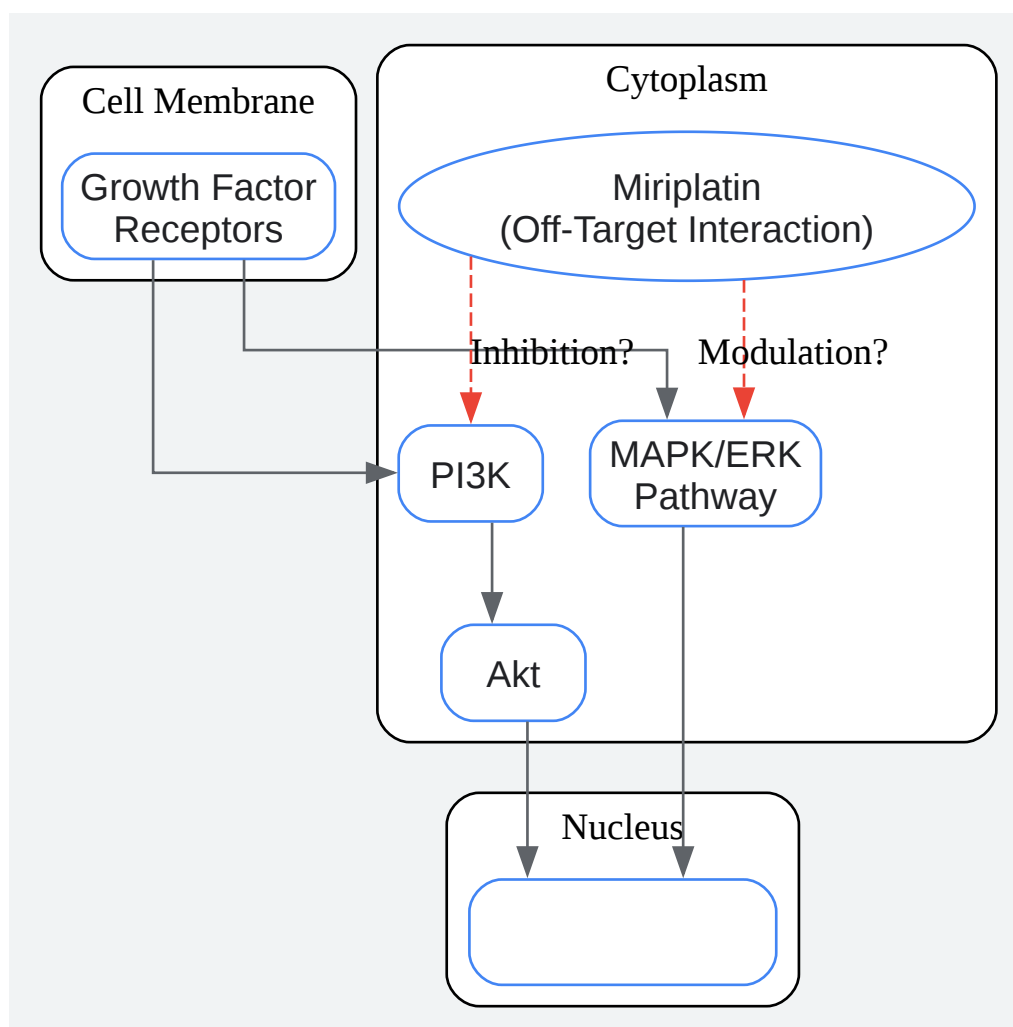 Cell Membrane
Growth Factor
Receptors
Cytoplasm
Miriplatin
(Off-Target Interaction)
Inhibition?
Modulation?
PI3K
MAPK/ERK
Pathway
Akt
Nucleus